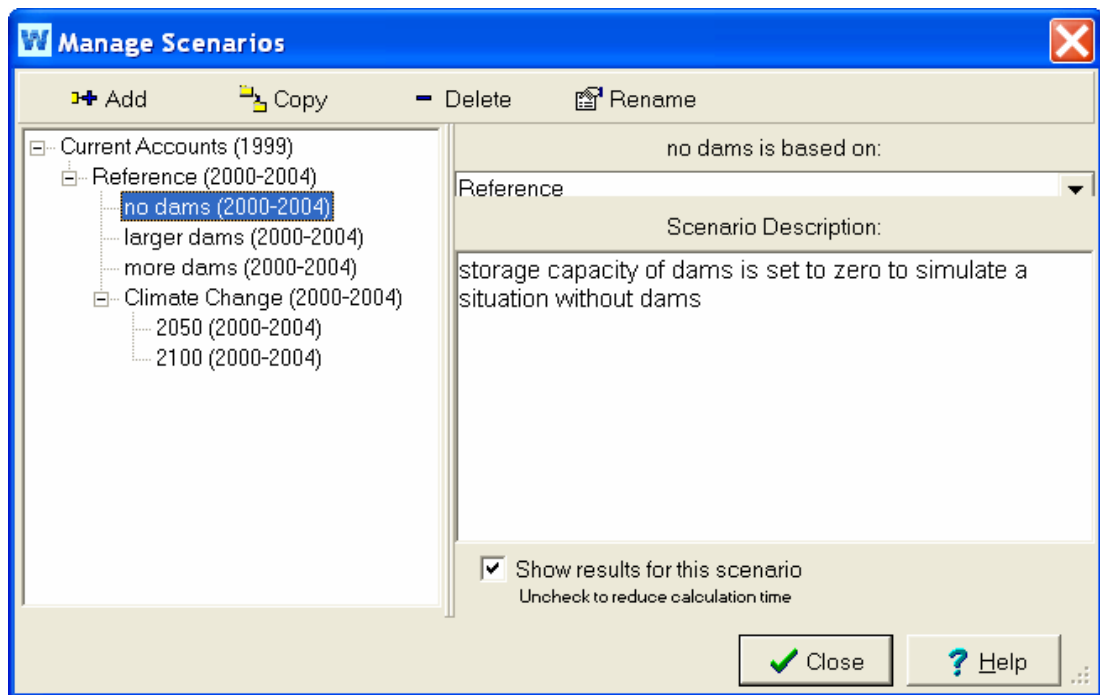 W Manage Scenarios
Add Copy Delete Rename
Current Accounts (1999)
Reference (2000-2004)
no dams (2000-2004)
larger dams (2000-2004)
more dams (2000-2004)
Climate Change (2000-2004)
2050 (2000-2004)
2100 (2000-2004)
no dams is based on:
Reference
Scenario Description:
storage capacity of dams is set to zero to simulate a
situation without dams
Show results for this scenario
Uncheck to reduce calculation time
Close
? Help